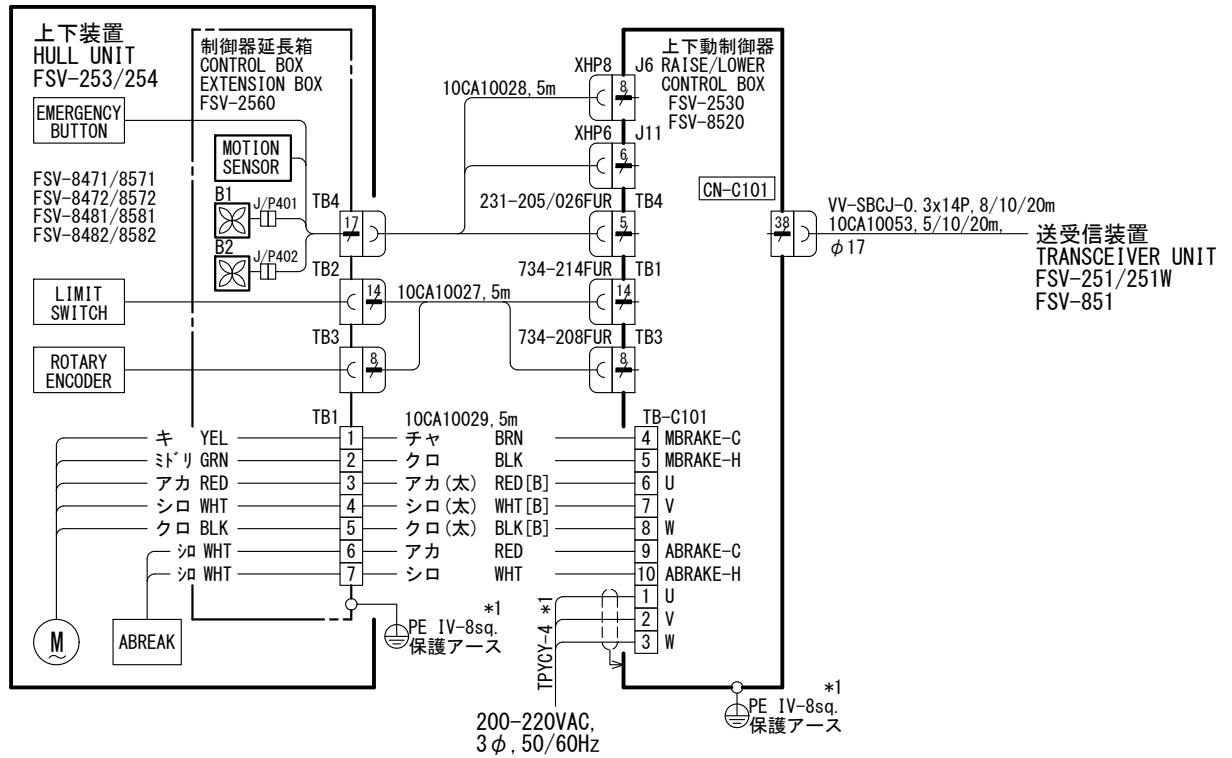 上下装置
HULL UNIT
FSV-253/254
EMERGENCY
BUTTON
FSV-8471/8571
FSV-8472/8572
FSV-8481/8581
FSV-8482/8582
LIMIT
SWITCH
ROTARY
ENCODER
制御器延長箱
CONTROL BOX
EXTENSION BOX
FSV-2560
MOTION
SENSOR
B1
J/P401
B2
J/P402
TB4
17
TB2
14
TB3
8
10CA10028,5m
10CA10027,5m
XHP8
J6
8
XHP6
J11
6
231-205/026FUR
TB4
5
734-214FUR
TB1
14
734-208FUR
TB3
8
上下動制御器
RAISE/LOWER
CONTROL BOX
FSV-2530
FSV-8520
CN-C101
38
VV-SBCJ-0.3x14P,8/10/20m
10CA10053,5/10/20m,
φ17
送受信装置
TRANSCEIVER UNIT
FSV-251/251W
FSV-851
TB1
10CA10029,5m
TB-C101
キ YEL 1 チャ BRN 4 MBRAKE-C
ミドリ GRN 2 クロ BLK 5 MBRAKE-H
アカ RED 3 アカ(太) RED[B] 6 U
シロ WHT 4 シロ(太) WHT[B] 7 V
クロ BLK 5 クロ(太) BLK[B] 8 W
シロ WHT 6 アカ RED 9 ABRAKE-C
シロ WHT 7 シロ WHT 10 ABRAKE-H
1 U
2 V
3 W
M
ABREAK
*1
PE IV-8sq.
保護アース
TPYCY-4 *1
200-220VAC,
3φ,50/60Hz
*1
PE IV-8sq.
保護アース